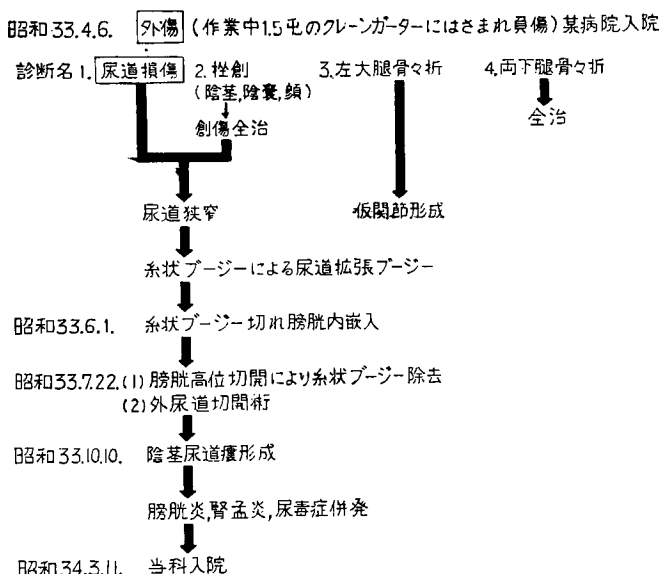 昭和33.4.6. 外傷 (作業中1.5屯のクレーンガーターにはさまれ負傷)某病院入院
診断名 1. 尿道損傷 2. 挫創 3.左大腿骨々折 4.両下腿骨々折
(陰茎,陰嚢,顔)
創傷全治
全治
尿道狭窄 仮関節形成
糸状ブージーによる尿道拡張ブージー
昭和33.6.1. 糸状ブージー切れ膀胱内嵌入
昭和33.7.22.(1)膀胱高位切開により糸状ブージー除去
(2)外尿道切開術
昭和33.10.10. 陰茎尿道瘻形成
膀胱炎,腎盂炎,尿毒症併発
昭和34.3.11. 当科入院